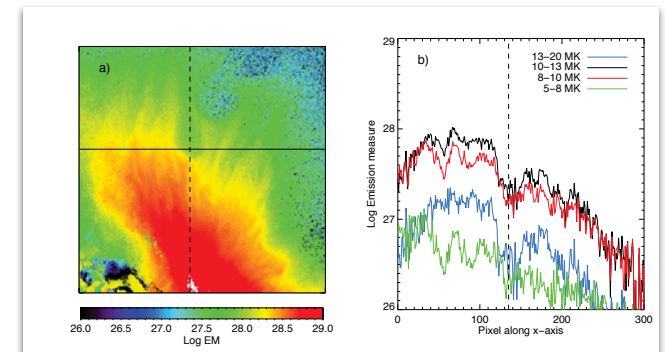 a)
26.0 26.5 27.0 27.5 28.0 28.5 29.0
Log EM
b)
13−20 MK
10−13 MK
8−10 MK
5−8 MK
29
28
27
26
Log Emission measure
0 100 200 300
Pixel along x−axis